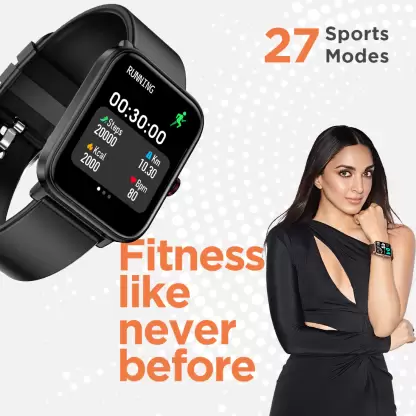 27 Sports
Modes
RUNNING
00:30:00
Steps
20000
Km
10.30
Kcal
2000
Bpm
80
Fitness
like
never
before